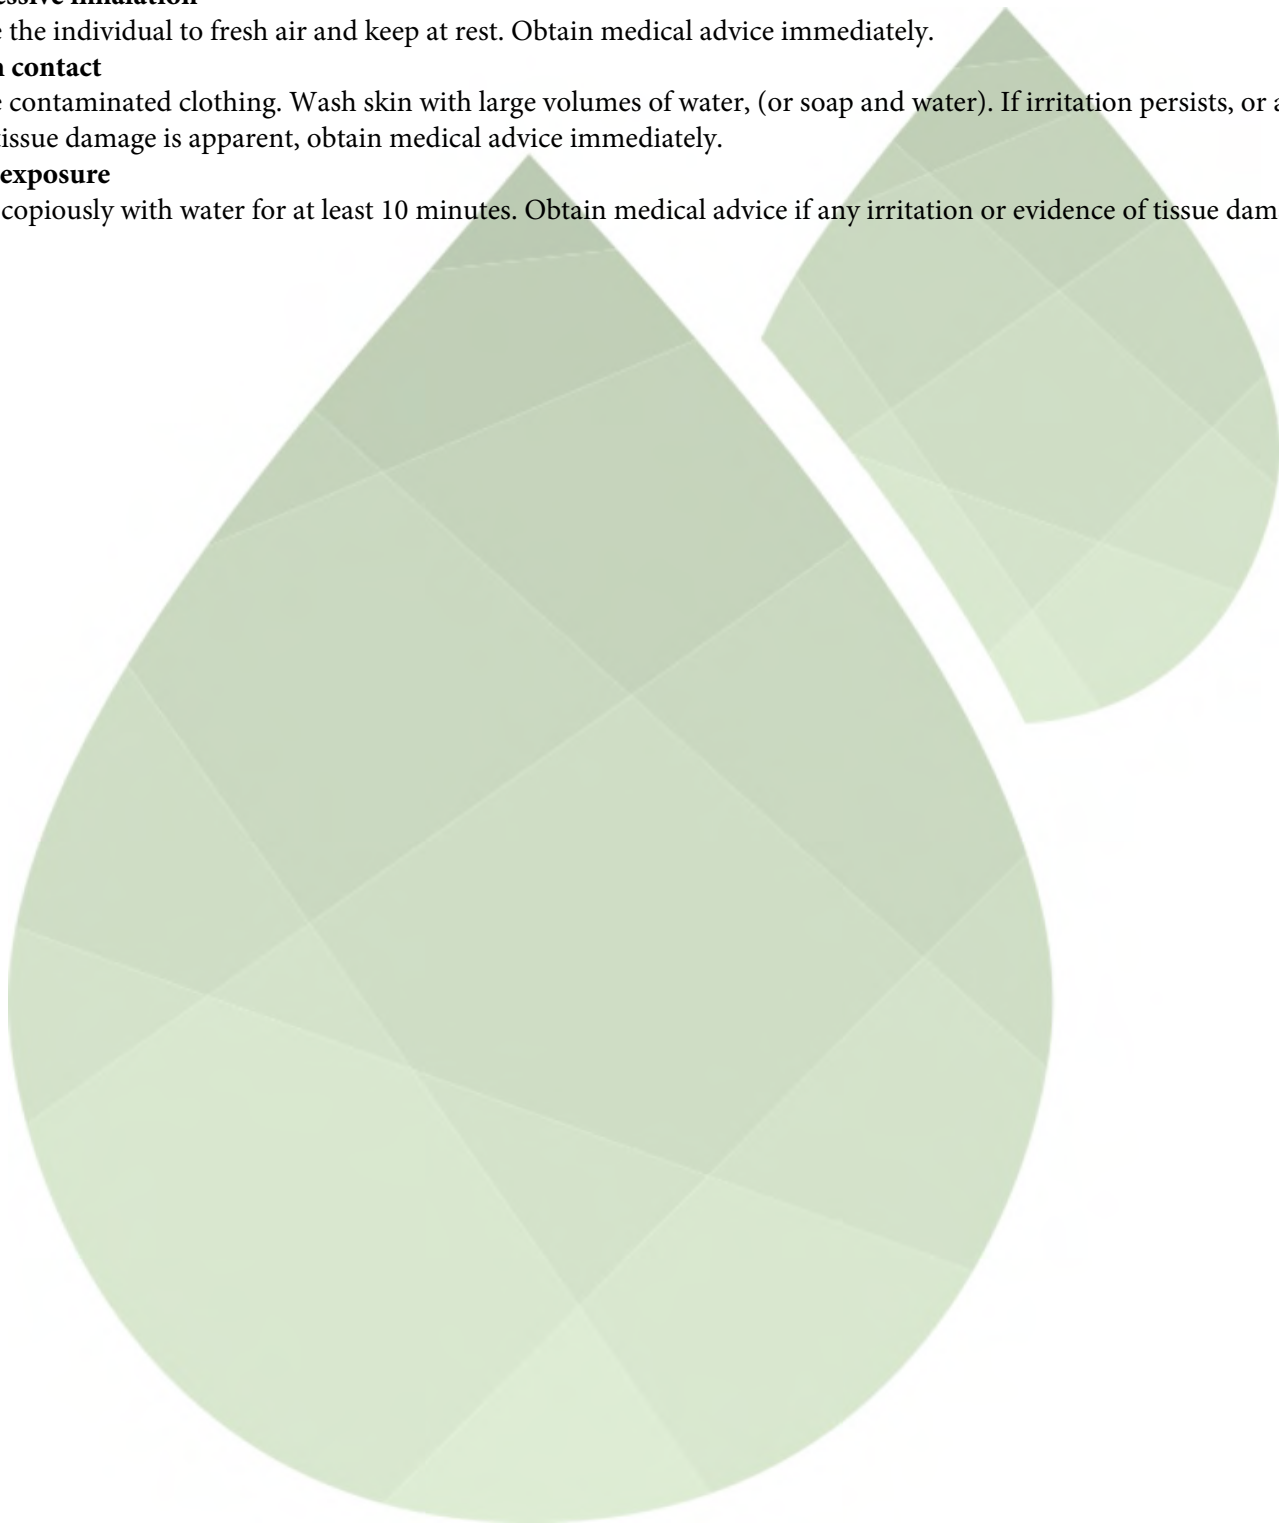 inhalation
the individual to fresh air and keep at rest. Obtain medical advice immediately.
contact
contaminated clothing. Wash skin with large volumes of water, (or soap and water). If irritation persists, or
tissue damage is apparent, obtain medical advice immediately.
exposure
copiously with water for at least 10 minutes. Obtain medical advice if any irritation or evidence of tissue dam